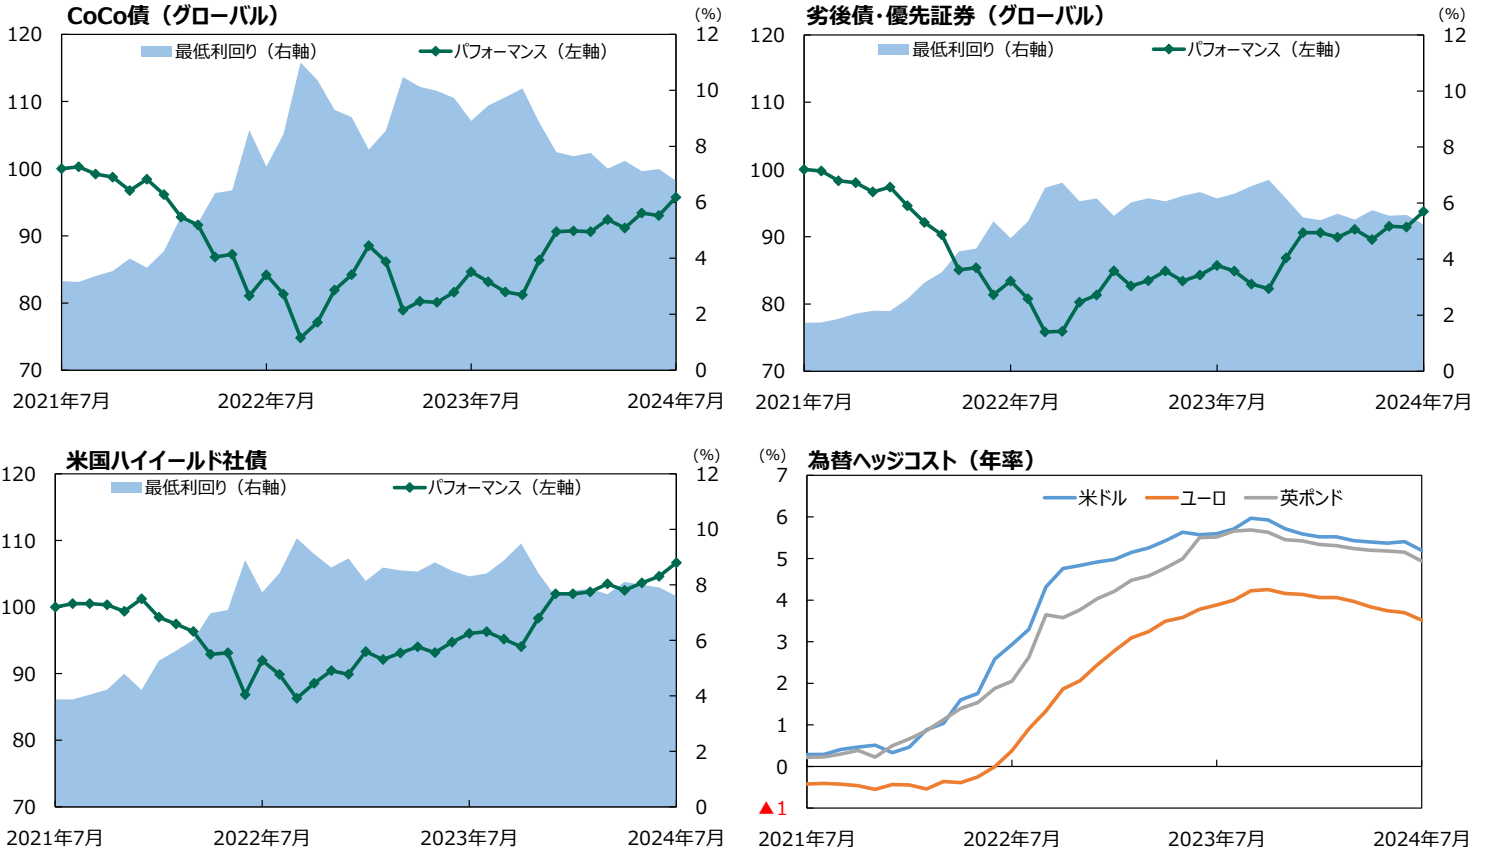 CoCo債（グローバル）
(%)
最低利回り（右軸）
パフォーマンス（左軸）
120
110
100
90
80
70
12
10
8
6
4
2
0
2021年7月
2022年7月
2023年7月
2024年7月
劣後債・優先証券（グローバル）
(%)
最低利回り（右軸）
パフォーマンス（左軸）
120
110
100
90
80
70
12
10
8
6
4
2
0
2021年7月
2022年7月
2023年7月
2024年7月
米国ハイイールド社債
(%)
最低利回り（右軸）
パフォーマンス（左軸）
120
110
100
90
80
70
12
10
8
6
4
2
0
2021年7月
2022年7月
2023年7月
2024年7月
(%)
為替ヘッジコスト（年率）
米ドル
ユーロ
英ポンド
7
6
5
4
3
2
1
0
▲1
2021年7月
2022年7月
2023年7月
2024年7月